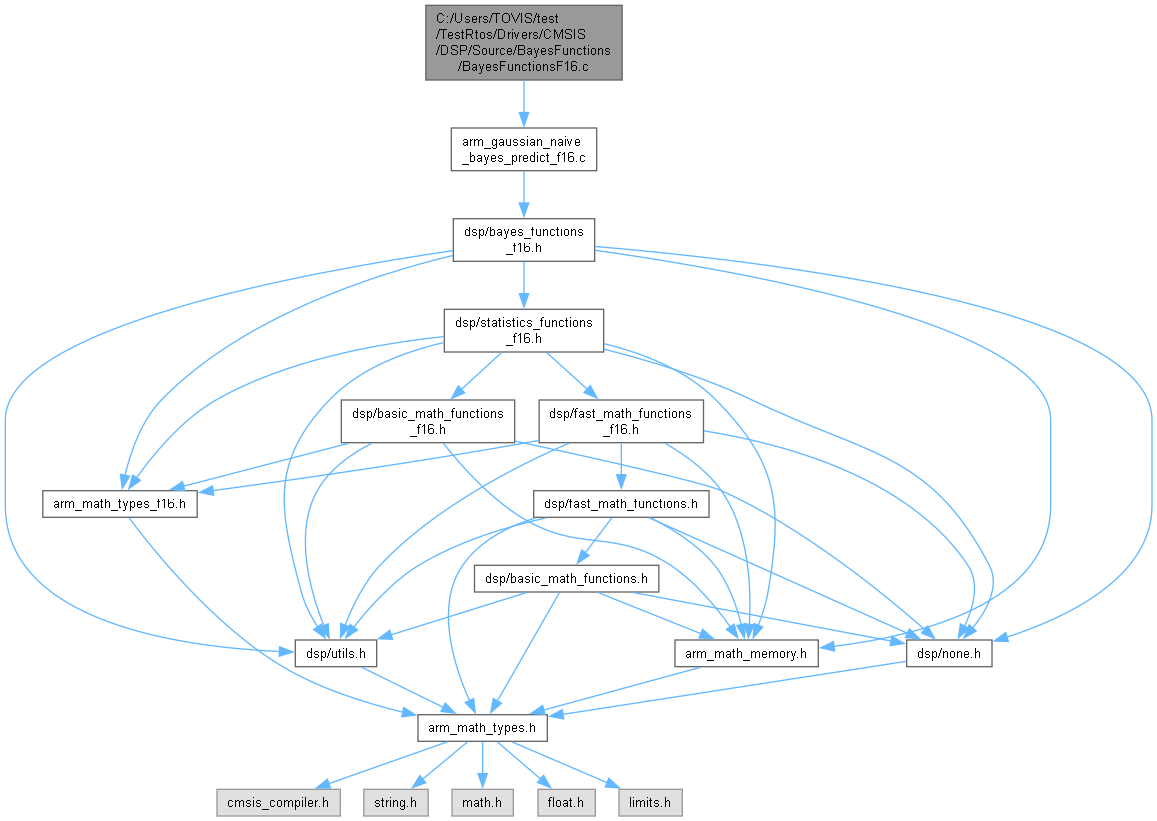 C:/Users/TOVIS/test
/TestRtos/Drivers/CMSIS
/DSP/Source/BayesFunctions
/BayesFunctionsF16.c
arm_gaussian_naive
_bayes_predict_f16.c
dsp/bayes_functions
_f16.h
dsp/statistics_functions
_f16.h
dsp/basic_math_functions
_f16.h
dsp/fast_math_functions
_f16.h
arm_math_types_f16.h
dsp/fast_math_functions.h
dsp/basic_math_functions.h
dsp/utils.h
arm_math_memory.h
dsp/none.h
arm_math_types.h
cmsis_compiler.h
string.h
math.h
float.h
limits.h